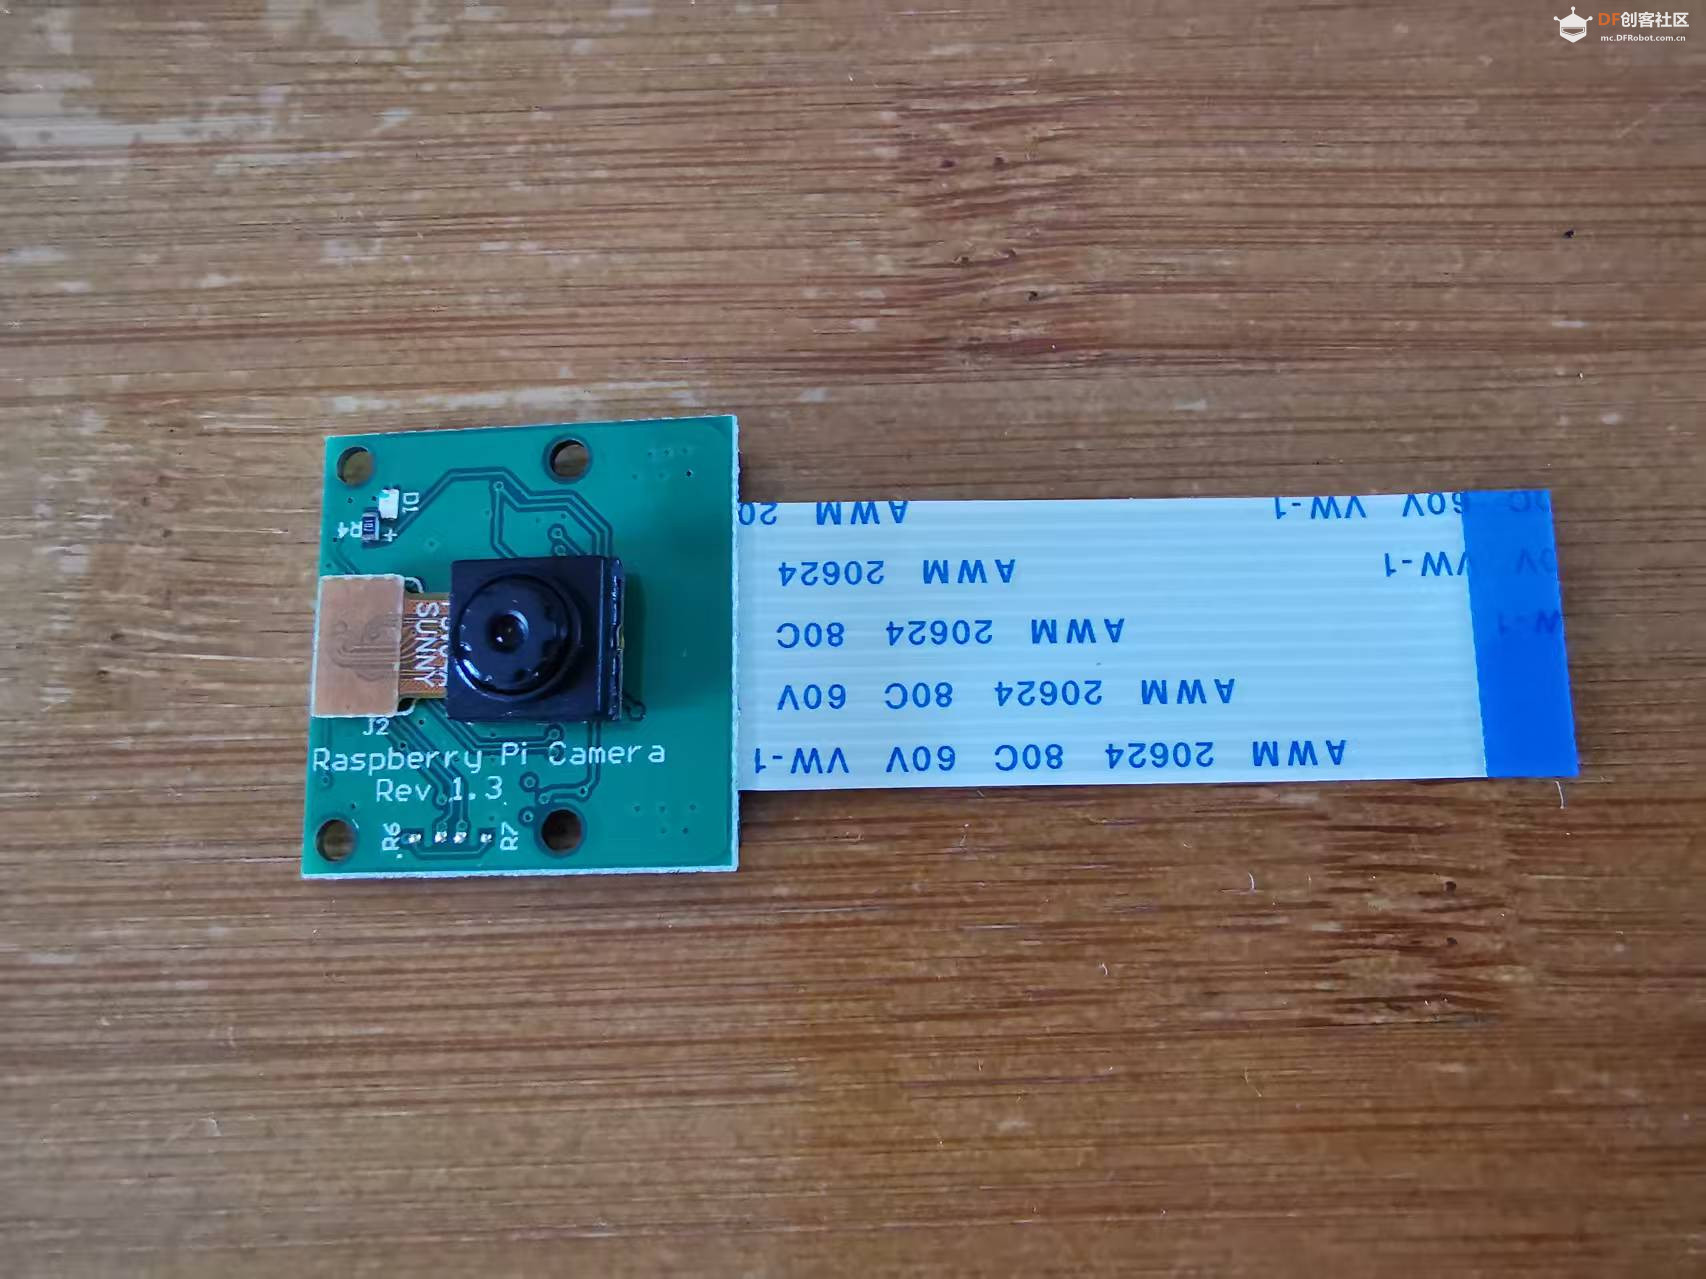 DF创客社区
mc.DFRobot.com.cn
AWM 20
60V VW-1
AWM 20624
VW-1
AWM 20624 80C
AWM 20624 80C 60V
AWM 20624 80C 60V VW-1
D1
R4
+
SUNNY
J2
Raspberry Pi Camera
Rev 1.3
R6
R7